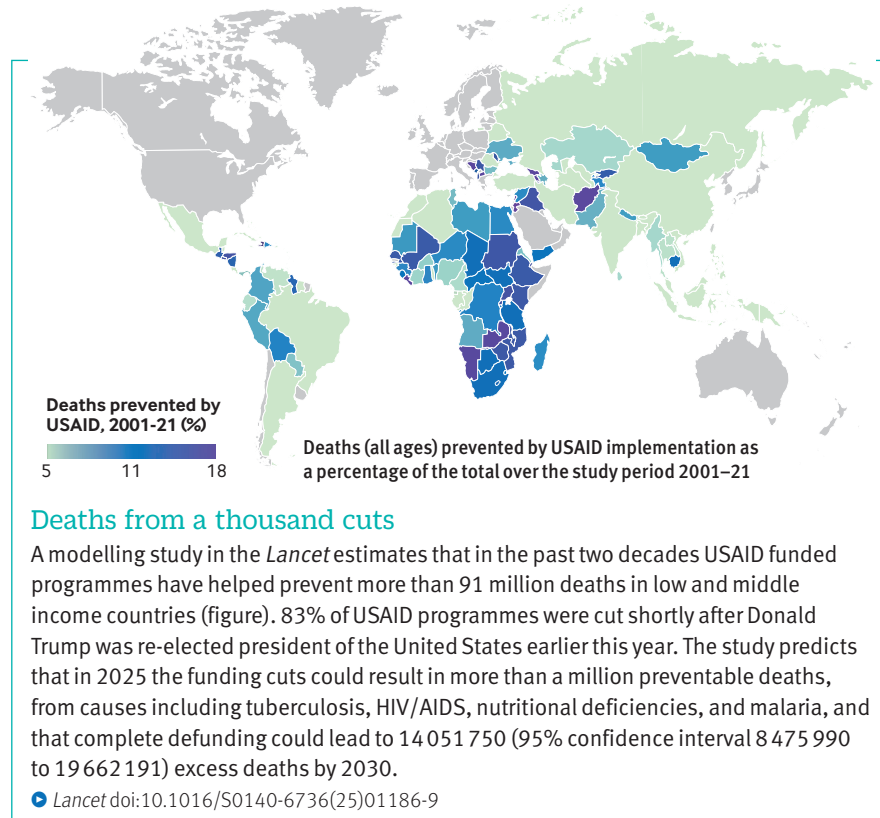 Deaths prevented by
USAID, 2001-21 (%)
5 11 18
Deaths (all ages) prevented by USAID implementation as
a percentage of the total over the study period 2001–21
Deaths from a thousand cuts
A modelling study in the Lancet estimates that in the past two decades USAID funded
programmes have helped prevent more than 91 million deaths in low and middle
income countries (figure). 83% of USAID programmes were cut shortly after Donald
Trump was re-elected president of the United States earlier this year. The study predicts
that in 2025 the funding cuts could result in more than a million preventable deaths,
from causes including tuberculosis, HIV/AIDS, nutritional deficiencies, and malaria, and
that complete defunding could lead to 14 051 750 (95% confidence interval 8 475 990
to 19 662 191) excess deaths by 2030.
Lancet doi:10.1016/S0140-6736(25)01186-9